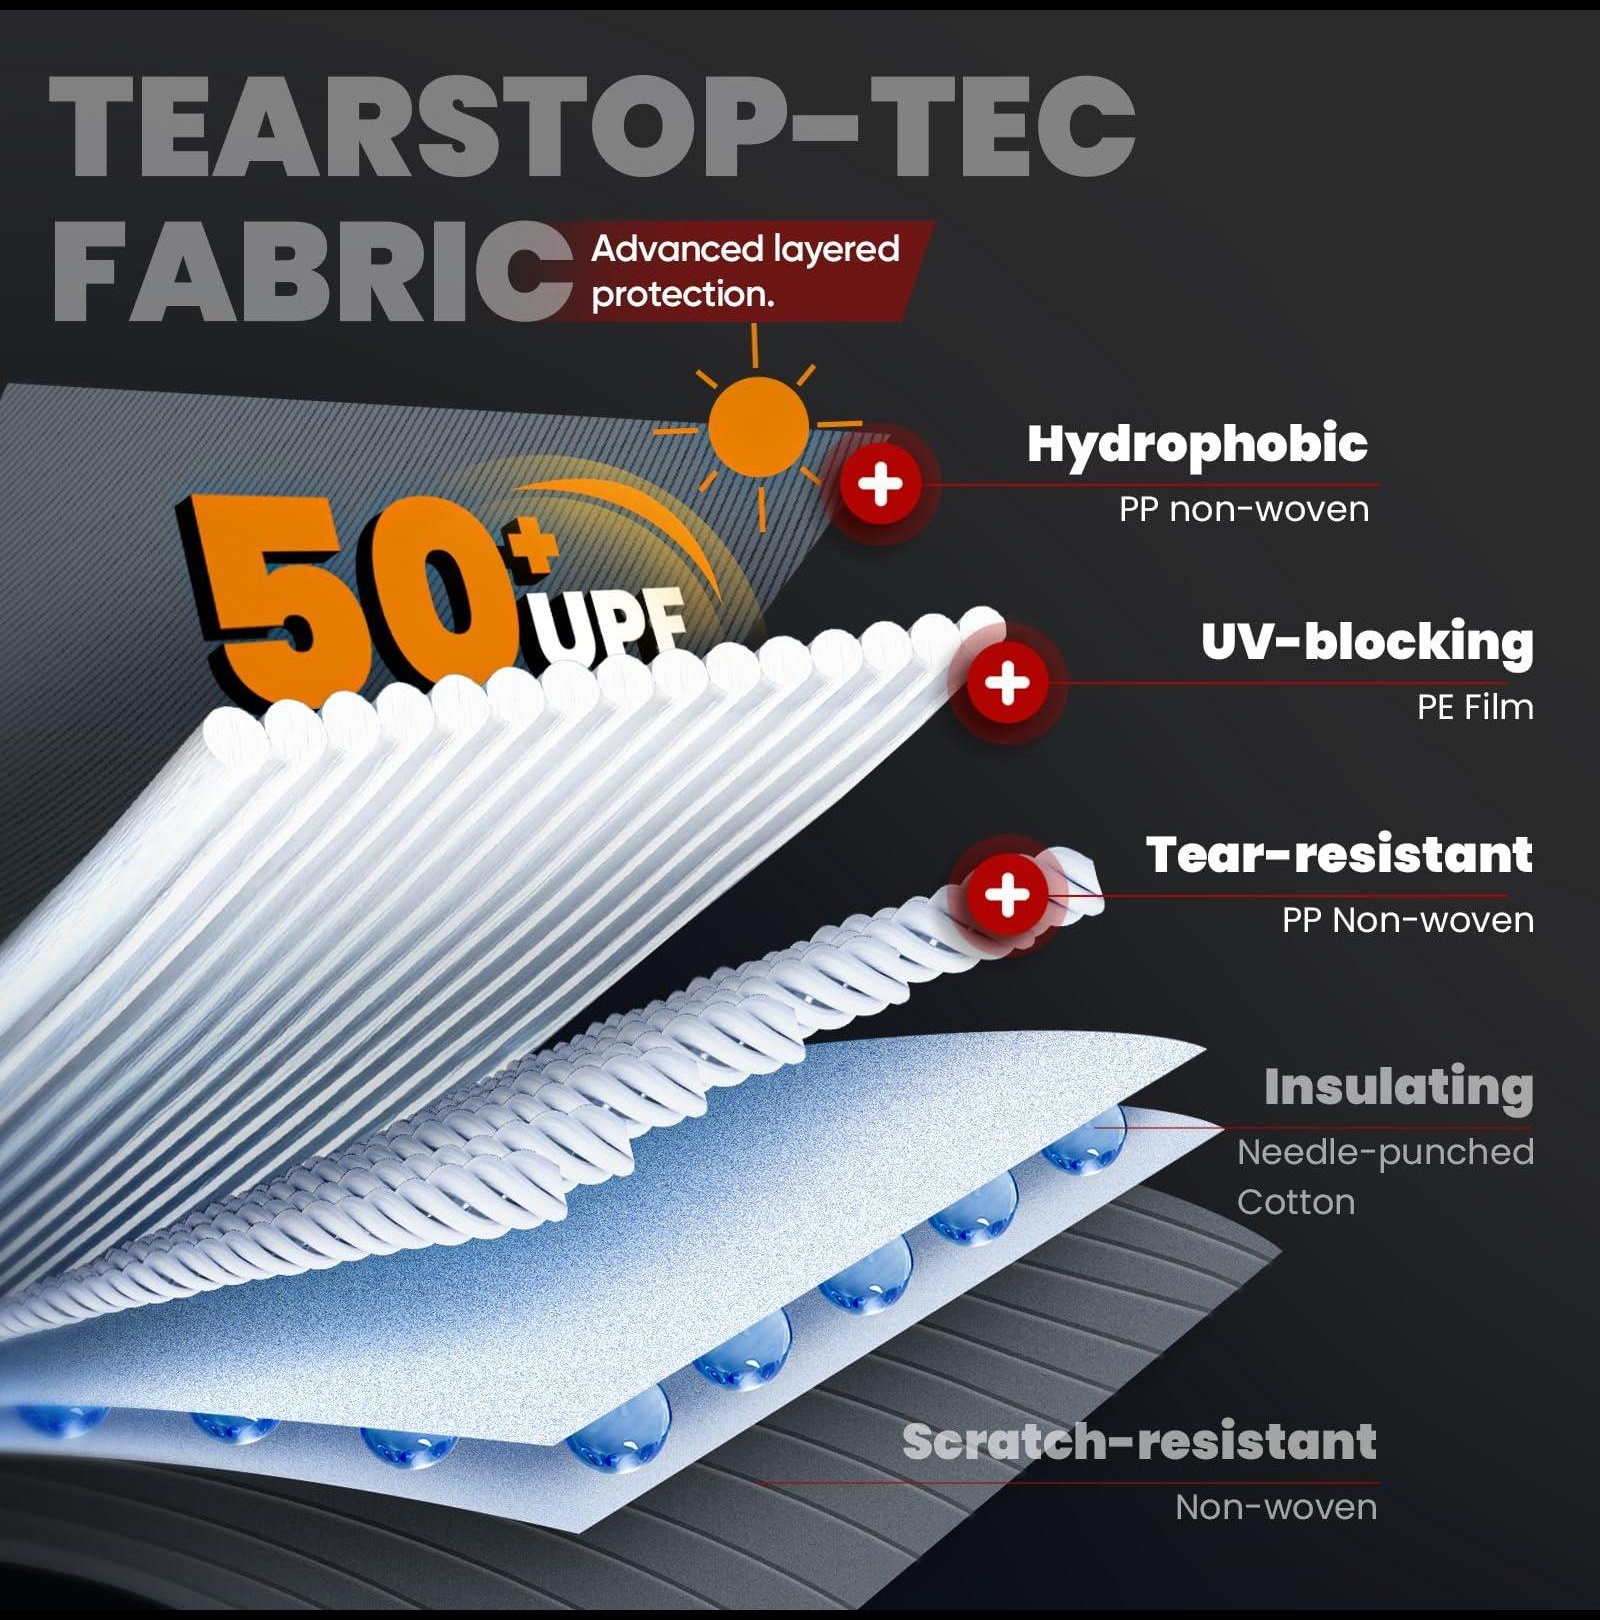 TEARSTOP-TEC
FABRIC
Advanced layered
protection.
50+
UPF
Hydrophobic
PP non-woven
UV-blocking
PE Film
Tear-resistant
PP Non-woven
Insulating
Needle-punched
Cotton
Scratch-resistant
Non-woven